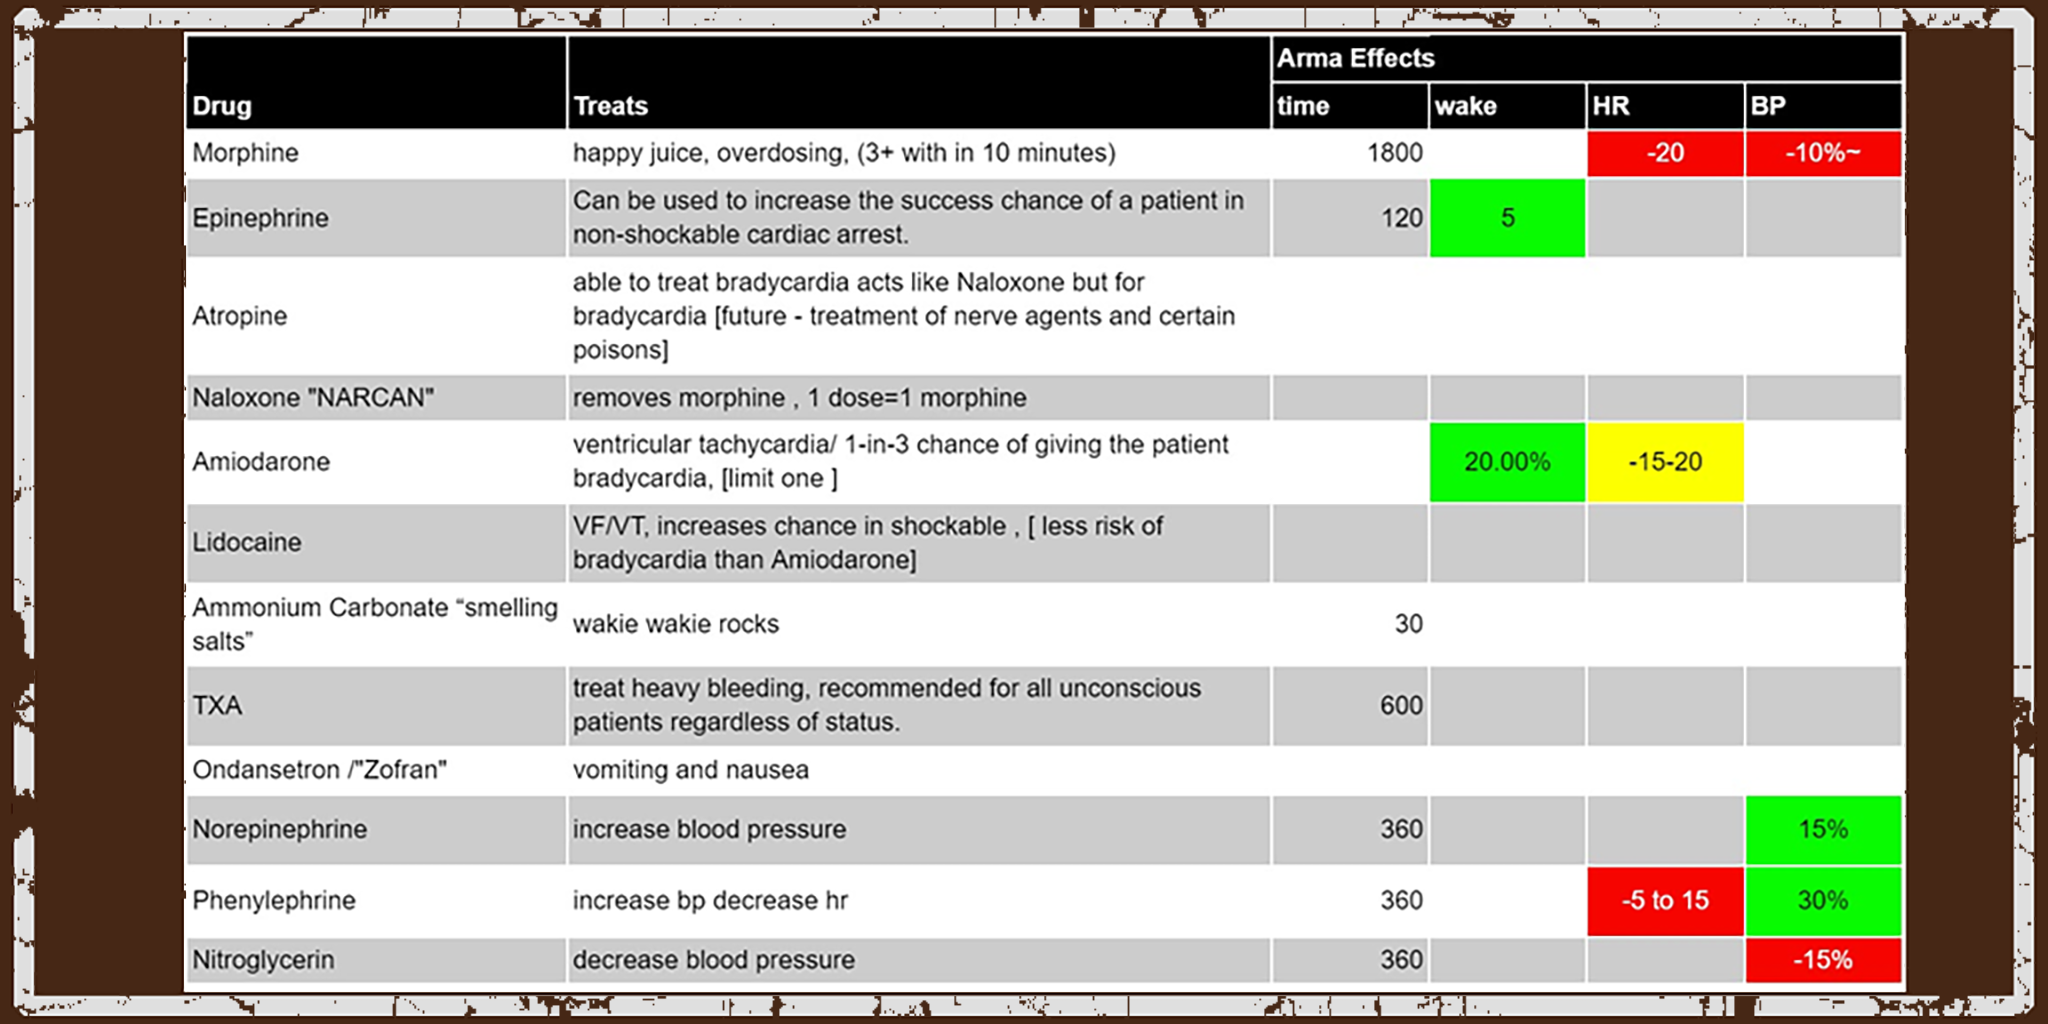 Arma Effects
Drug Treats time wake HR BP
Morphine happy juice, overdosing, (3+ with in 10 minutes) 1800 -20 -10%~
Epinephrine Can be used to increase the success chance of a patient in
non-shockable cardiac arrest. 120 5
Atropine able to treat bradycardia acts like Naloxone but for
bradycardia [future - treatment of nerve agents and certain
poisons]
Naloxone "NARCAN" removes morphine , 1 dose=1 morphine
Amiodarone ventricular tachycardia/ 1-in-3 chance of giving the patient
bradycardia, [limit one ] 20.00% -15-20
Lidocaine VF/VT, increases chance in shockable , [ less risk of
bradycardia than Amiodarone]
Ammonium Carbonate “smelling
salts” wakie wakie rocks 30
TXA treat heavy bleeding, recommended for all unconscious
patients regardless of status. 600
Ondansetron /"Zofran" vomiting and nausea
Norepinephrine increase blood pressure 360 15%
Phenylephrine increase bp decrease hr 360 -5 to 15 30%
Nitroglycerin decrease blood pressure 360 -15%